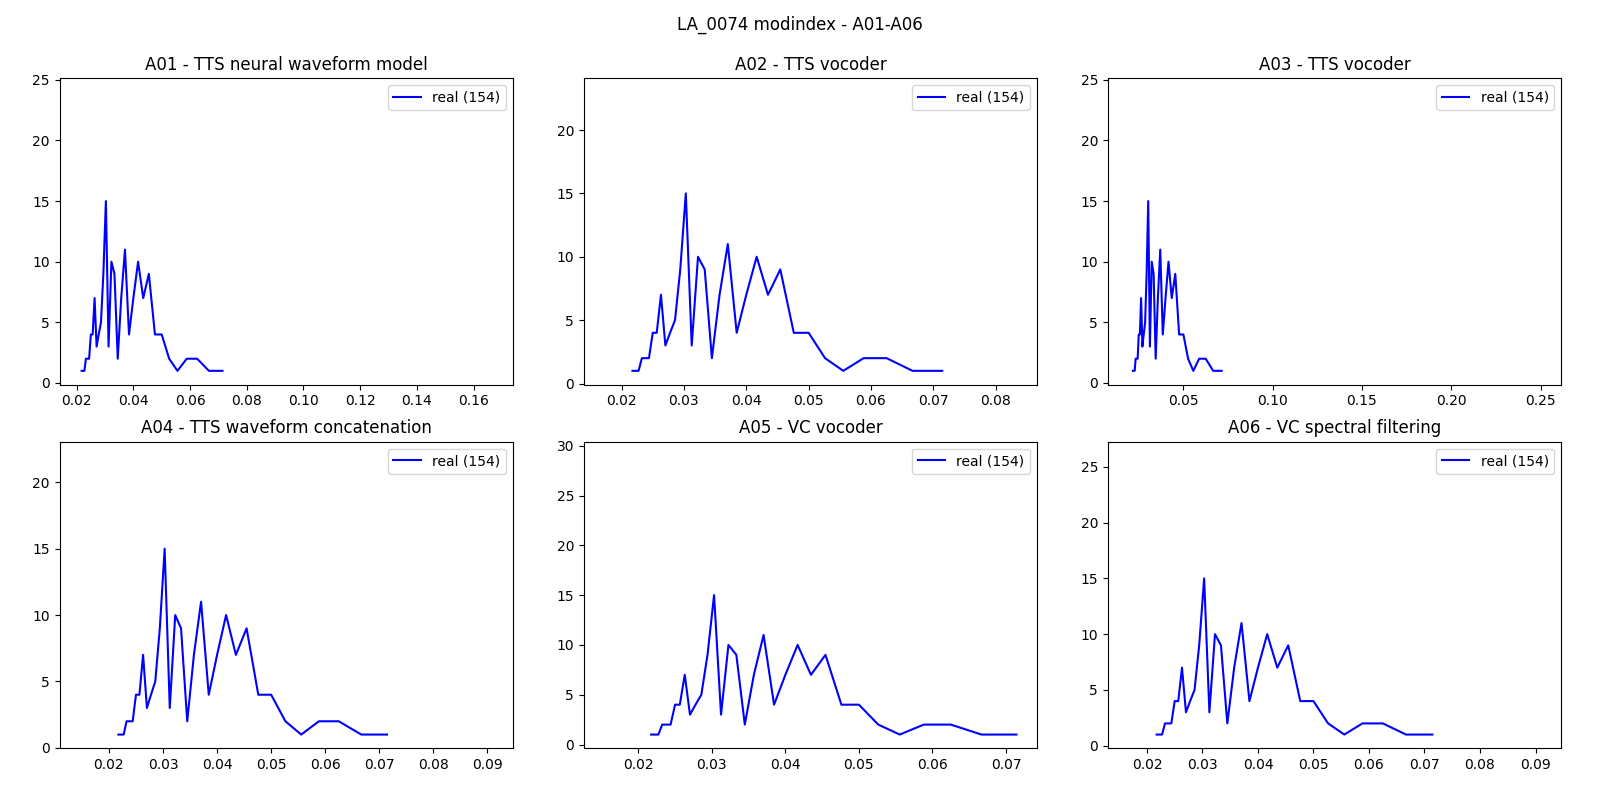 LA_0074 modindex - A01-A06
A01 - TTS neural waveform model
real (154)
25
20
15
10
5
0
0.02 0.04 0.06 0.08 0.10 0.12 0.14 0.16
A02 - TTS vocoder
real (154)
20
15
10
5
0
0.02 0.03 0.04 0.05 0.06 0.07 0.08
A03 - TTS vocoder
real (154)
25
20
15
10
5
0
0.05 0.10 0.15 0.20 0.25
A04 - TTS waveform concatenation
real (154)
20
15
10
5
0
0.02 0.03 0.04 0.05 0.06 0.07 0.08 0.09
A05 - VC vocoder
real (154)
30
25
20
15
10
5
0
0.02 0.03 0.04 0.05 0.06 0.07
A06 - VC spectral filtering
real (154)
25
20
15
10
5
0
0.02 0.03 0.04 0.05 0.06 0.07 0.08 0.09